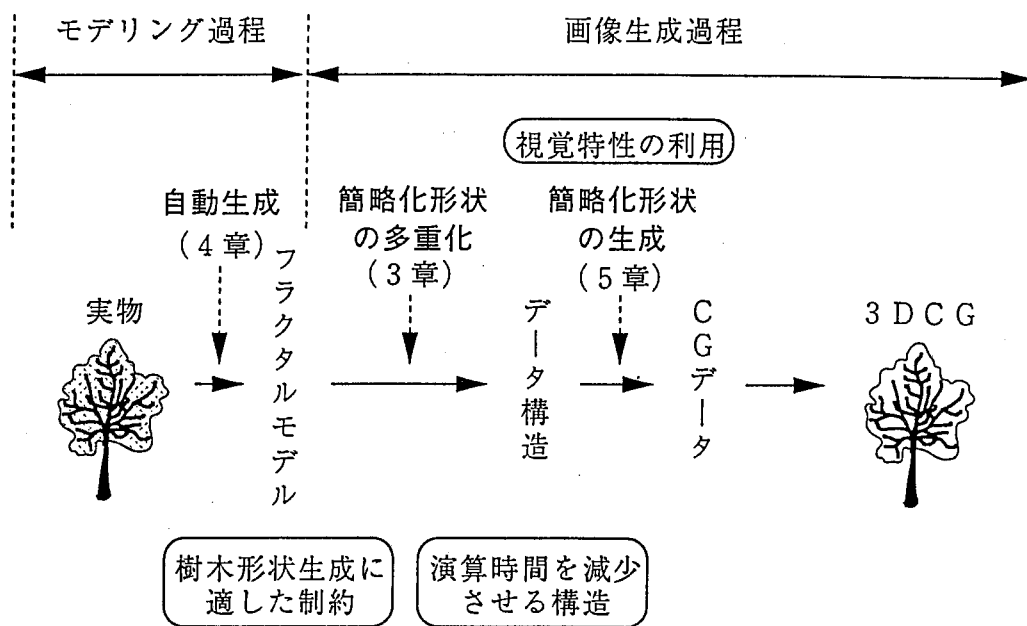 モデリング過程
画像生成過程
視覚特性の利用
自動生成
(4章)
簡略化形状
の多重化
(3章)
簡略化形状
の生成
(5章)
実物
フラクタルモデル
データ構造
CGデータ
3DCG
樹木形状生成に
適した制約
演算時間を減少
させる構造